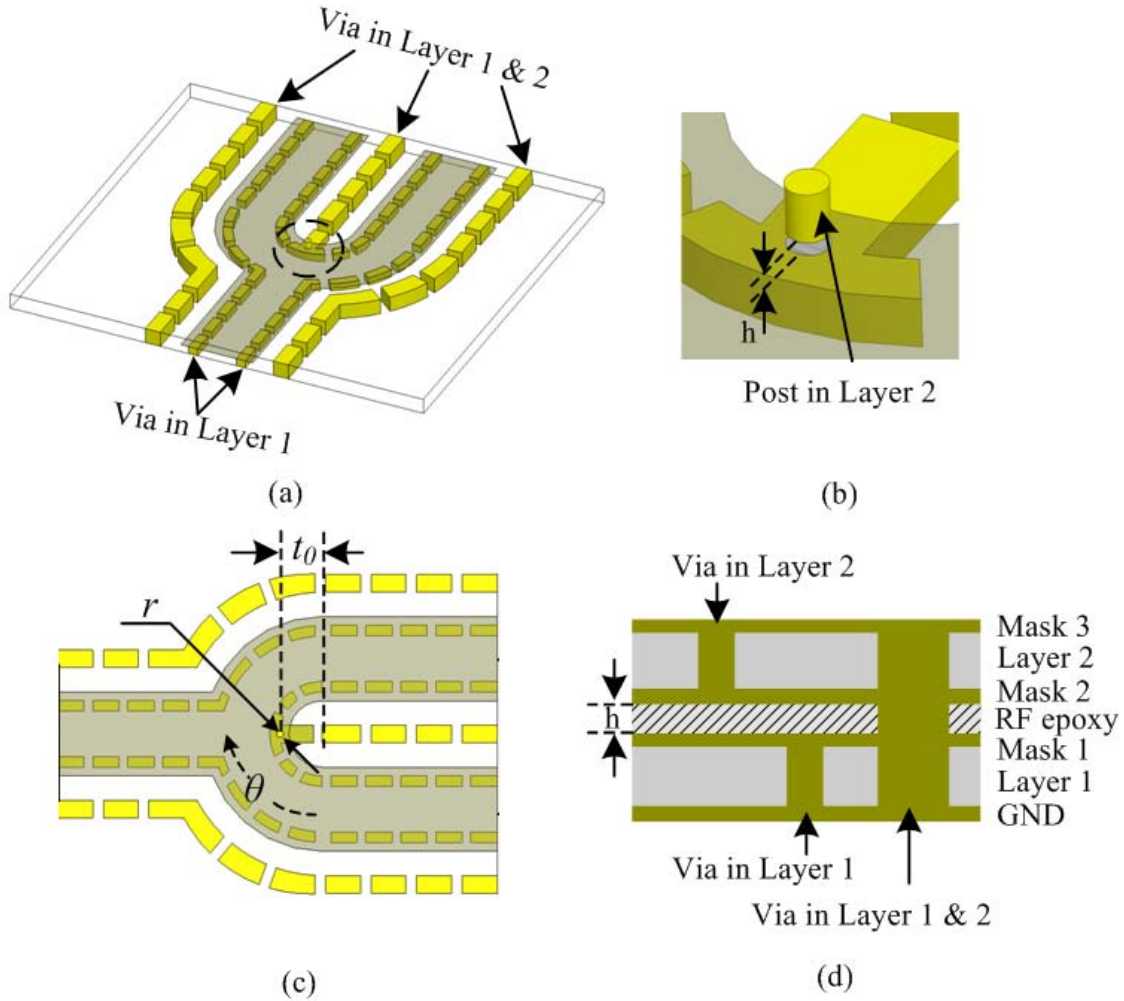 Via in Layer 1 & 2
Via in Layer 1
(a)
h
Post in Layer 2
(b)
t0
r
θ
(c)
Via in Layer 2
Mask 3
Layer 2
Mask 2
h
RF epoxy
Mask 1
Layer 1
GND
Via in Layer 1
Via in Layer 1 & 2
(d)